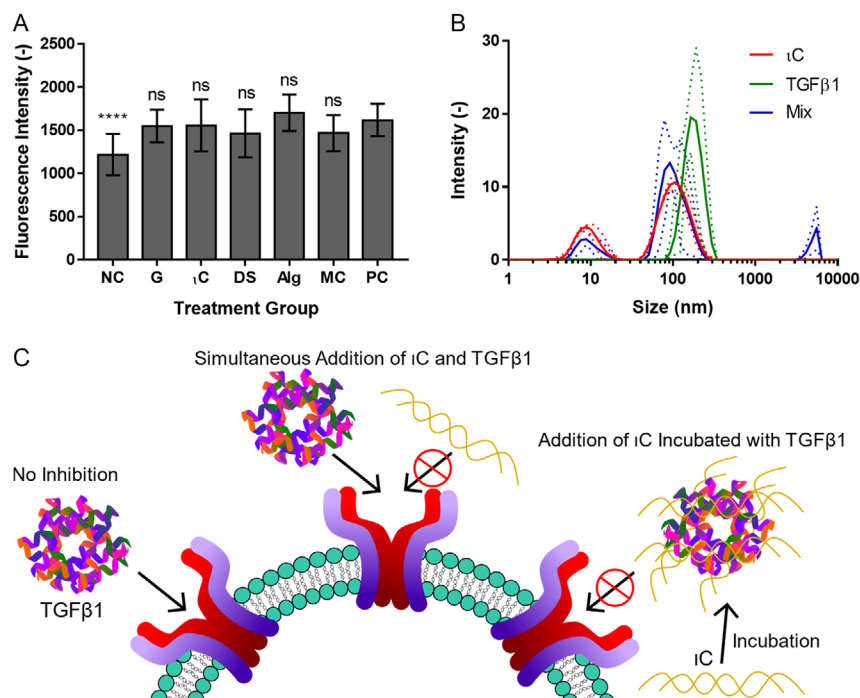 A
Fluorescence Intensity (-)
2500
2000
1500
1000
500
0
****
ns
ns
ns
ns
ns
NC
G
ιC
DS
Alg
MC
PC
Treatment Group
B
Intensity (-)
30
20
10
0
1
10
100
1000
10000
Size (nm)
ιC
TGFβ1
Mix
C
Simultaneous Addition of ιC and TGFβ1
No Inhibition
TGFβ1
Addition of ιC Incubated with TGFβ1
Incubation
ιC